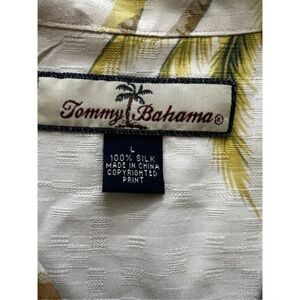 Tommy Bahama®
L
100% SILK
MADE IN CHINA
COPYRIGHTED
PRINT